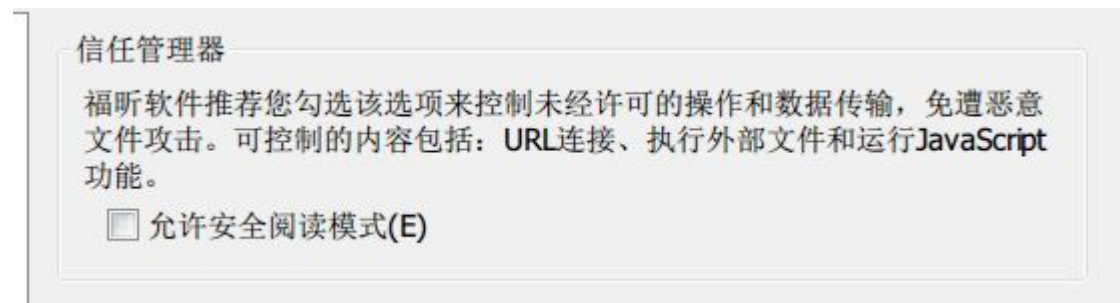 信任管理器
福昕软件推荐您勾选该选项来控制未经许可的操作和数据传输，免遭恶意
文件攻击。可控制的内容包括：URL连接、执行外部文件和运行JavaScript
功能。
允许安全阅读模式(E)